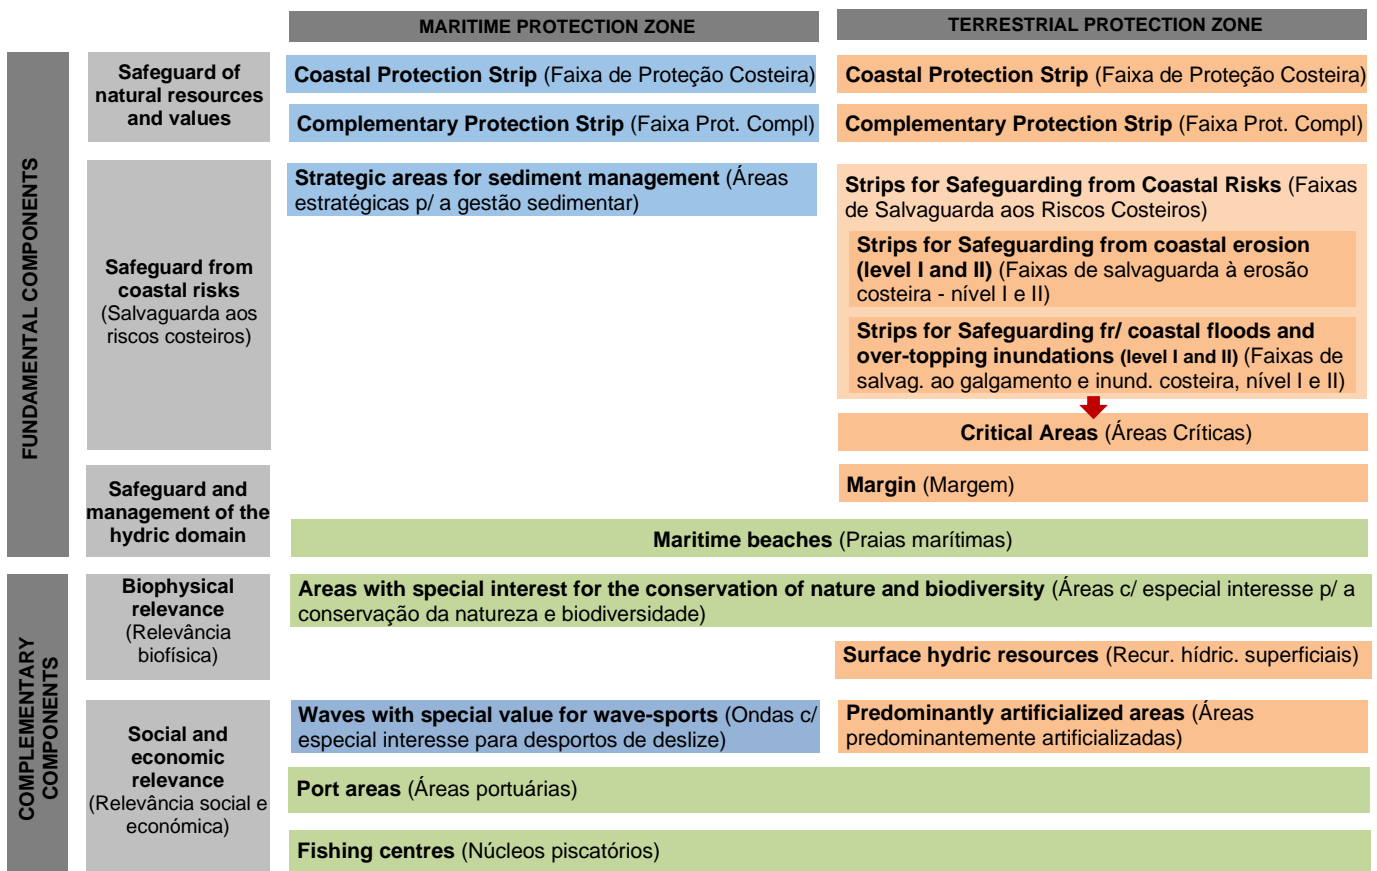 MARITIME PROTECTION ZONE
TERRESTRIAL PROTECTION ZONE
FUNDAMENTAL COMPONENTS
Safeguard of
natural resources
and values
Coastal Protection Strip (Faixa de Proteção Costeira)
Coastal Protection Strip (Faixa de Proteção Costeira)
Complementary Protection Strip (Faixa Prot. Compl)
Complementary Protection Strip (Faixa Prot. Compl)
Safeguard from
coastal risks
(Salvaguarda aos
riscos costeiros)
Strategic areas for sediment management (Áreas
estratégicas p/ a gestão sedimentar)
Strips for Safeguarding from Coastal Risks (Faixas
de Salvaguarda aos Riscos Costeiros)
Strips for Safeguarding from coastal erosion
(level I and II) (Faixas de salvaguarda à erosão
costeira - nível I e II)
Strips for Safeguarding fr/ coastal floods and
over-topping inundations (level I and II) (Faixas de
salvag. ao galgamento e inund. costeira, nível I e II)
Critical Areas (Áreas Críticas)
Safeguard and
management of the
hydric domain
Margin (Margem)
Maritime beaches (Praias marítimas)
COMPLEMENTARY
COMPONENTS
Biophysical
relevance
(Relevância
biofísica)
Areas with special interest for the conservation of nature and biodiversity (Áreas c/ especial interesse p/ a
conservação da natureza e biodiversidade)
Surface hydric resources (Recur. hídric. superficiais)
Social and
economic
relevance
(Relevância social e
económica)
Waves with special value for wave-sports (Ondas c/
especial interesse para desportos de deslize)
Predominantly artificialized areas (Áreas
predominantemente artificializadas)
Port areas (Áreas portuárias)
Fishing centres (Núcleos piscatórios)